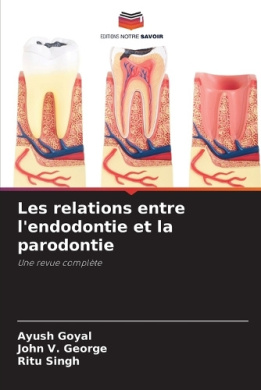 EDITIONS NOTRE SAVOIR
Les relations entre
l'endodontie et la
parodontie
Une revue complète
Ayush Goyal
John V. George
Ritu Singh